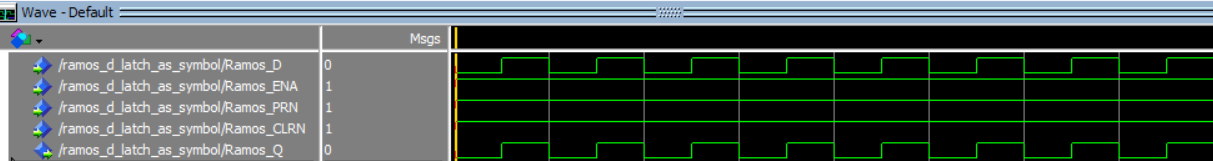 Wave - Default
Msgs
/ramos_d_latch_as_symbol/Ramos_D 0
/ramos_d_latch_as_symbol/Ramos_ENA 1
/ramos_d_latch_as_symbol/Ramos_PRN 1
/ramos_d_latch_as_symbol/Ramos_CLRN 1
/ramos_d_latch_as_symbol/Ramos_Q 0